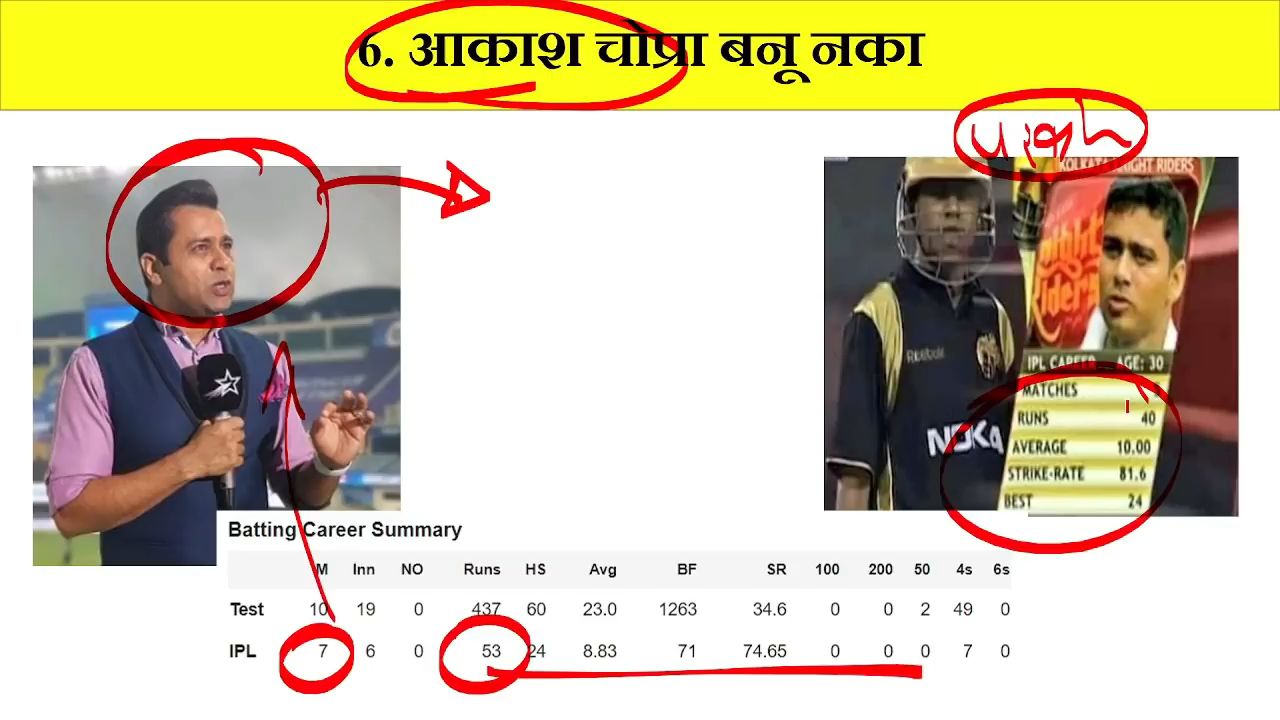 6. आकाश चोप्रा बनू नका
KOLKATA KNIGHT RIDERS
Reebok
NOKIA
IPL CAREER AGE: 30
MATCHES
RUNS 40
AVERAGE 10.00
STRIKE-RATE 81.6
BEST 24
Batting Career Summary
M Inn NO Runs HS Avg BF SR 100 200 50 4s 6s
Test 10 19 0 437 60 23.0 1263 34.6 0 0 2 49 0
IPL 7 6 0 53 24 8.83 71 74.65 0 0 0 7 0